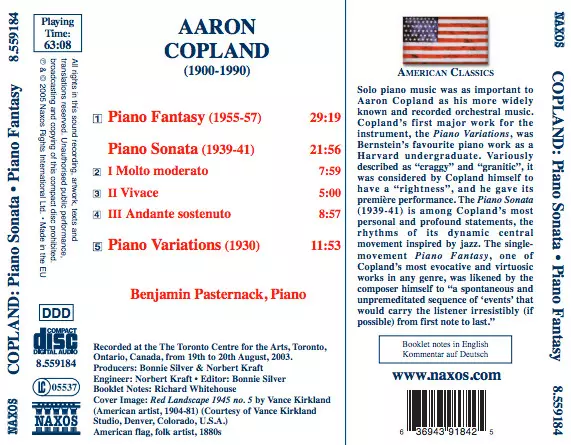 8.559184
COPLAND: Piano Sonata • Piano Fantasy
NAXOS
Playing
Time:
63:08
All rights in this sound recording, artwork, texts and
translations reserved. Unauthorised public performance,
broadcasting and copying of this compact disc prohibited.
℗ & © 2005 Naxos Rights International Ltd. • Made in the EU
DDD
COMPACT
disc
DIGITAL AUDIO
8.559184
LC 05537
NAXOS
AARON
COPLAND
(1900-1990)
1 Piano Fantasy (1955-57) 29:19
Piano Sonata (1939-41) 21:56
2 I Molto moderato 7:59
3 II Vivace 5:00
4 III Andante sostenuto 8:57
5 Piano Variations (1930) 11:53
Benjamin Pasternack, Piano
Recorded at the The Toronto Centre for the Arts, Toronto,
Ontario, Canada, from 19th to 20th August, 2003.
Producers: Bonnie Silver & Norbert Kraft
Engineer: Norbert Kraft • Editor: Bonnie Silver
Booklet Notes: Richard Whitehouse
Cover Image: Red Landscape 1945 no. 5 by Vance Kirkland
(American artist, 1904-81) (Courtesy of Vance Kirkland
Studio, Denver, Colorado, U.S.A.)
American flag, folk artist, 1880s
AMERICAN CLASSICS
Solo piano music was as important to
Aaron Copland as his more widely
known and recorded orchestral music.
Copland's first major work for the
instrument, the Piano Variations, was
Bernstein's favourite piano work as a
Harvard undergraduate. Variously
described as “craggy” and “granitic”, it
was considered by Copland himself to
have a “rightness”, and he gave its
première performance. The Piano Sonata
(1939-41) is among Copland's most
personal and profound statements, the
rhythms of its dynamic central
movement inspired by jazz. The single-
movement Piano Fantasy, one of
Copland's most evocative and virtuosic
works in any genre, was likened by the
composer himself to “a spontaneous and
unpremeditated sequence of ‘events’ that
would carry the listener irresistibly (if
possible) from first note to last.”
Booklet notes in English
Kommentar auf Deutsch
www.naxos.com
6 36943 91842 5
NAXOS
COPLAND: Piano Sonata • Piano Fantasy
8.559184